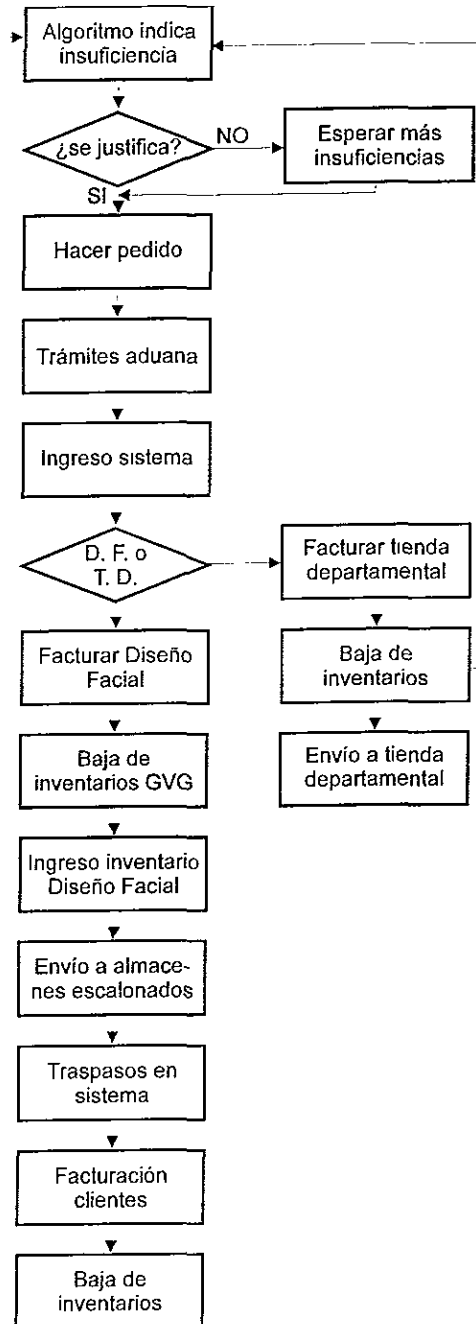 Algoritmo indica
insuficiencia
¿se justifica?
NO
Esperar más
insuficiencias
SI
Hacer pedido
Trámites aduana
Ingreso sistema
D. F. o
T. D.
Facturar tienda
departamental
Facturar Diseño
Facial
Baja de
inventarios
Baja de
inventarios GVG
Envío a tienda
departamental
Ingreso inventario
Diseño Facial
Envío a almace-
nes escalonados
Traspasos en
sistema
Facturación
clientes
Baja de
inventarios